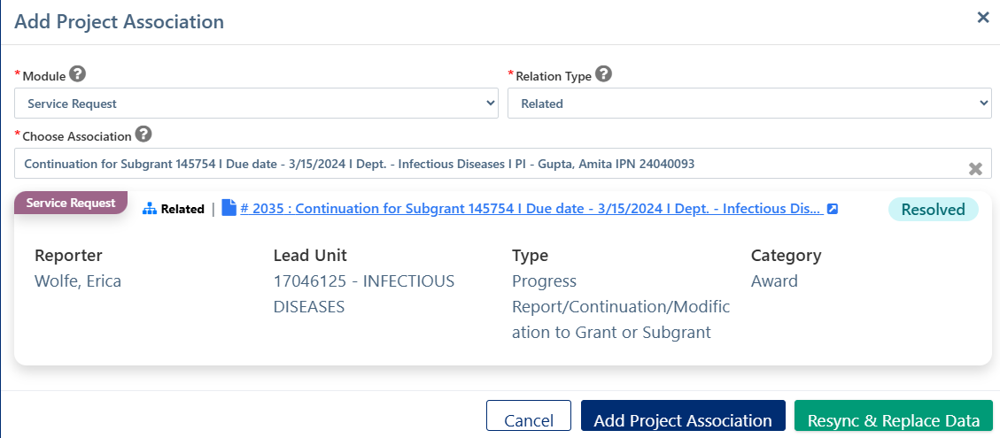 Add Project Association
* Module
* Relation Type
Service Request
Related
* Choose Association
Continuation for Subgrant 145754 I Due date - 3/15/2024 I Dept. - Infectious Diseases I PI - Gupta, Amita IPN 24040093
Service Request
Related | # 2035 : Continuation for Subgrant 145754 I Due date - 3/15/2024 I Dept. - Infectious Dis...
Resolved
Reporter
Wolfe, Erica
Lead Unit
17046125 - INFECTIOUS
DISEASES
Type
Progress
Report/Continuation/Modific
ation to Grant or Subgrant
Category
Award
Cancel
Add Project Association
Resync & Replace Data